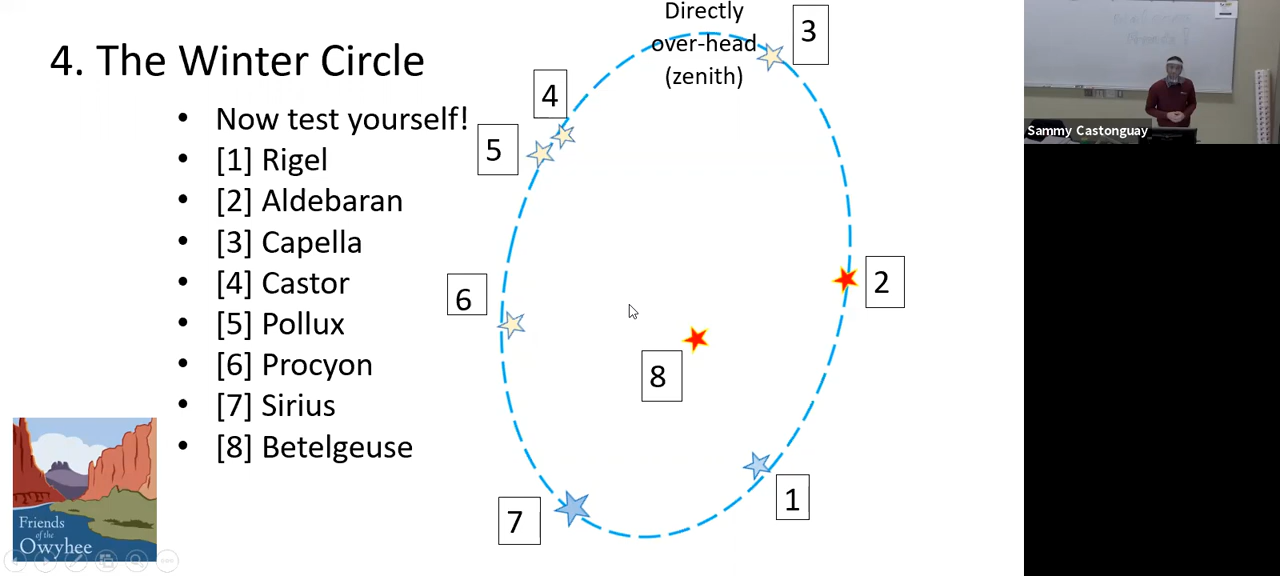 4. The Winter Circle
• Now test yourself!
• [1] Rigel
• [2] Aldebaran
• [3] Capella
• [4] Castor
• [5] Pollux
• [6] Procyon
• [7] Sirius
• [8] Betelgeuse
Directly
over-head
(zenith)
3
4
5
6
2
8
7
1
Friends
of the
Owyhee
Sammy Castonguay